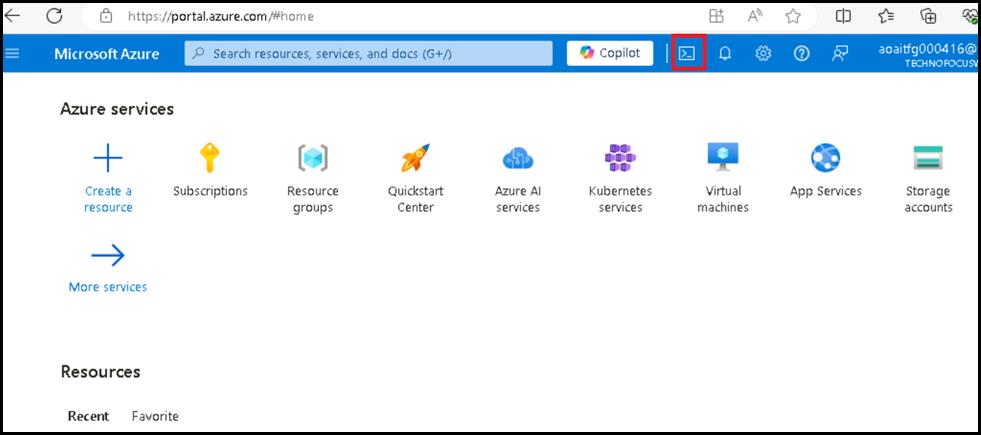 https://portal.azure.com/#home
Microsoft Azure
Search resources, services, and docs (G+/)
Copilot
aoaitfg000416@
TECHNOFOCUSV
Azure services
Create a
resource
Subscriptions
Resource
groups
Quickstart
Center
Azure AI
services
Kubernetes
services
Virtual
machines
App Services
Storage
accounts
More services
Resources
Recent Favorite